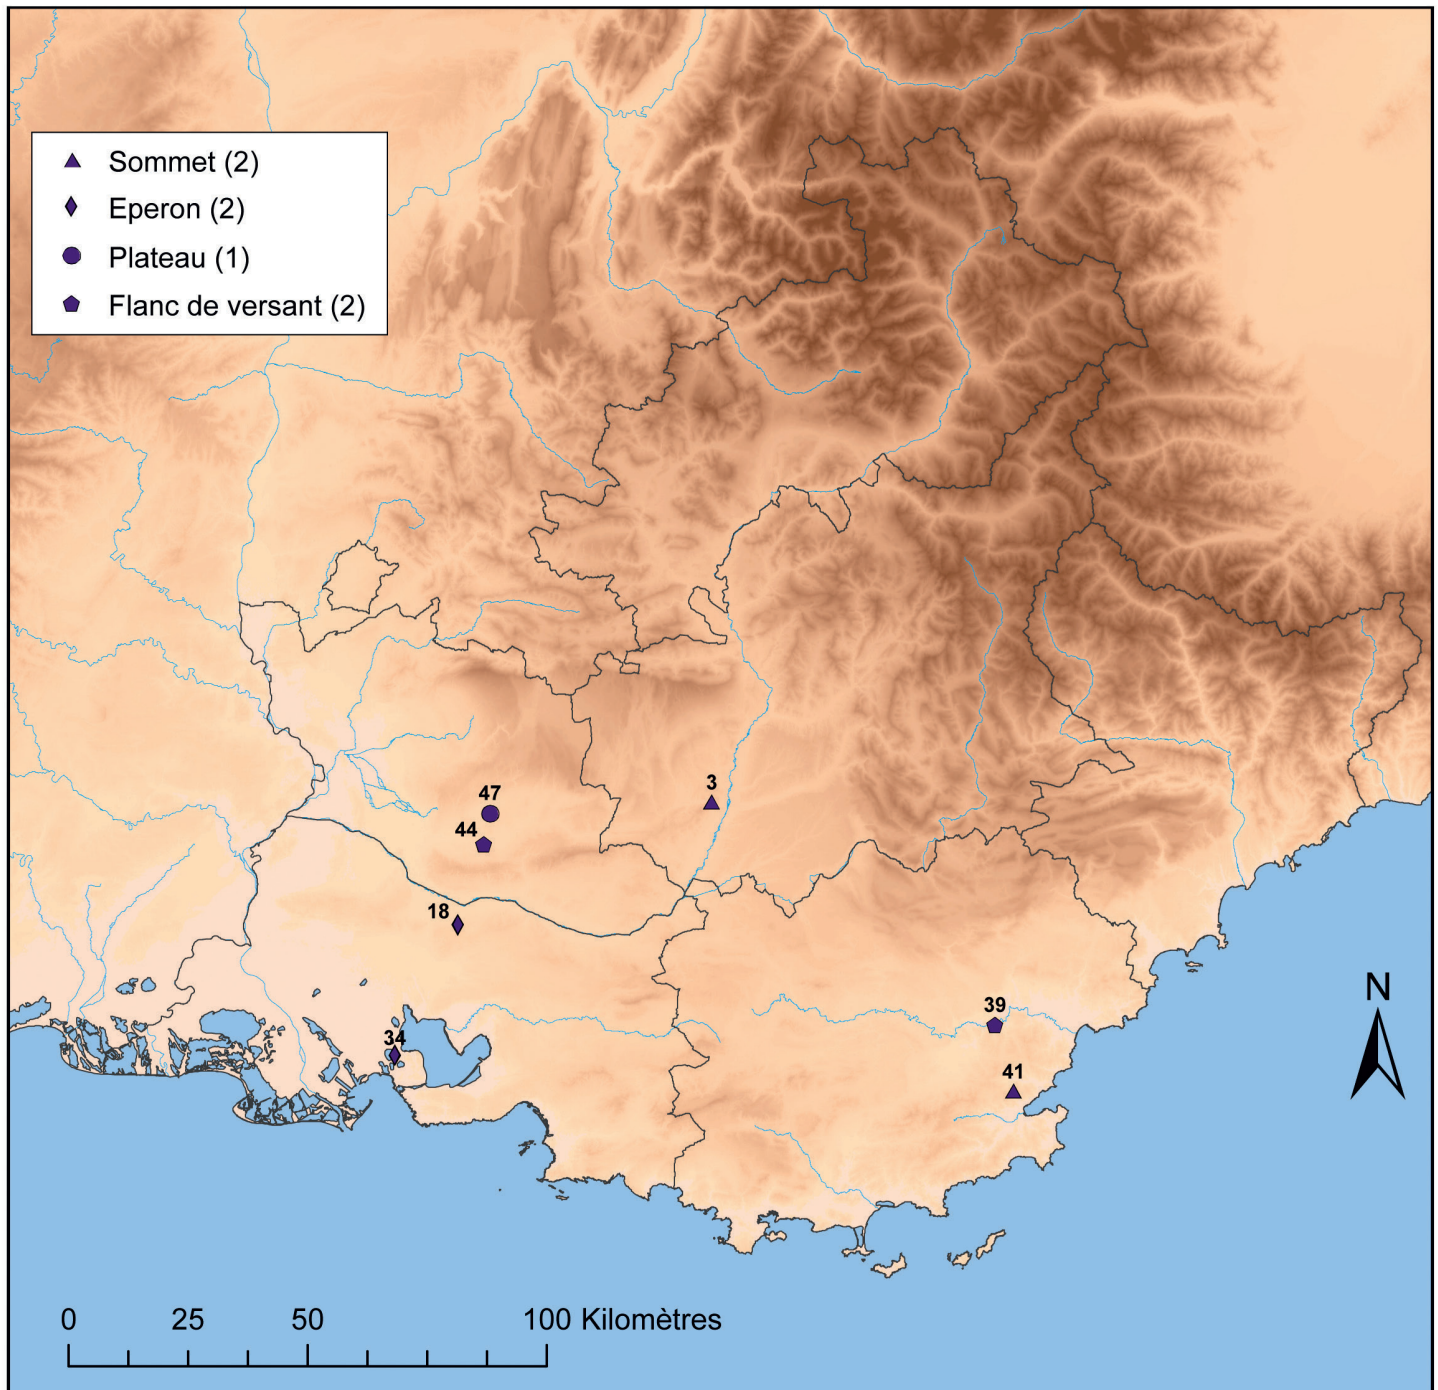 Sommet (2)
Eperon (2)
Plateau (1)
Flanc de versant (2)
3
47
44
18
39
34
41
N
0 25 50 100 Kilomètres